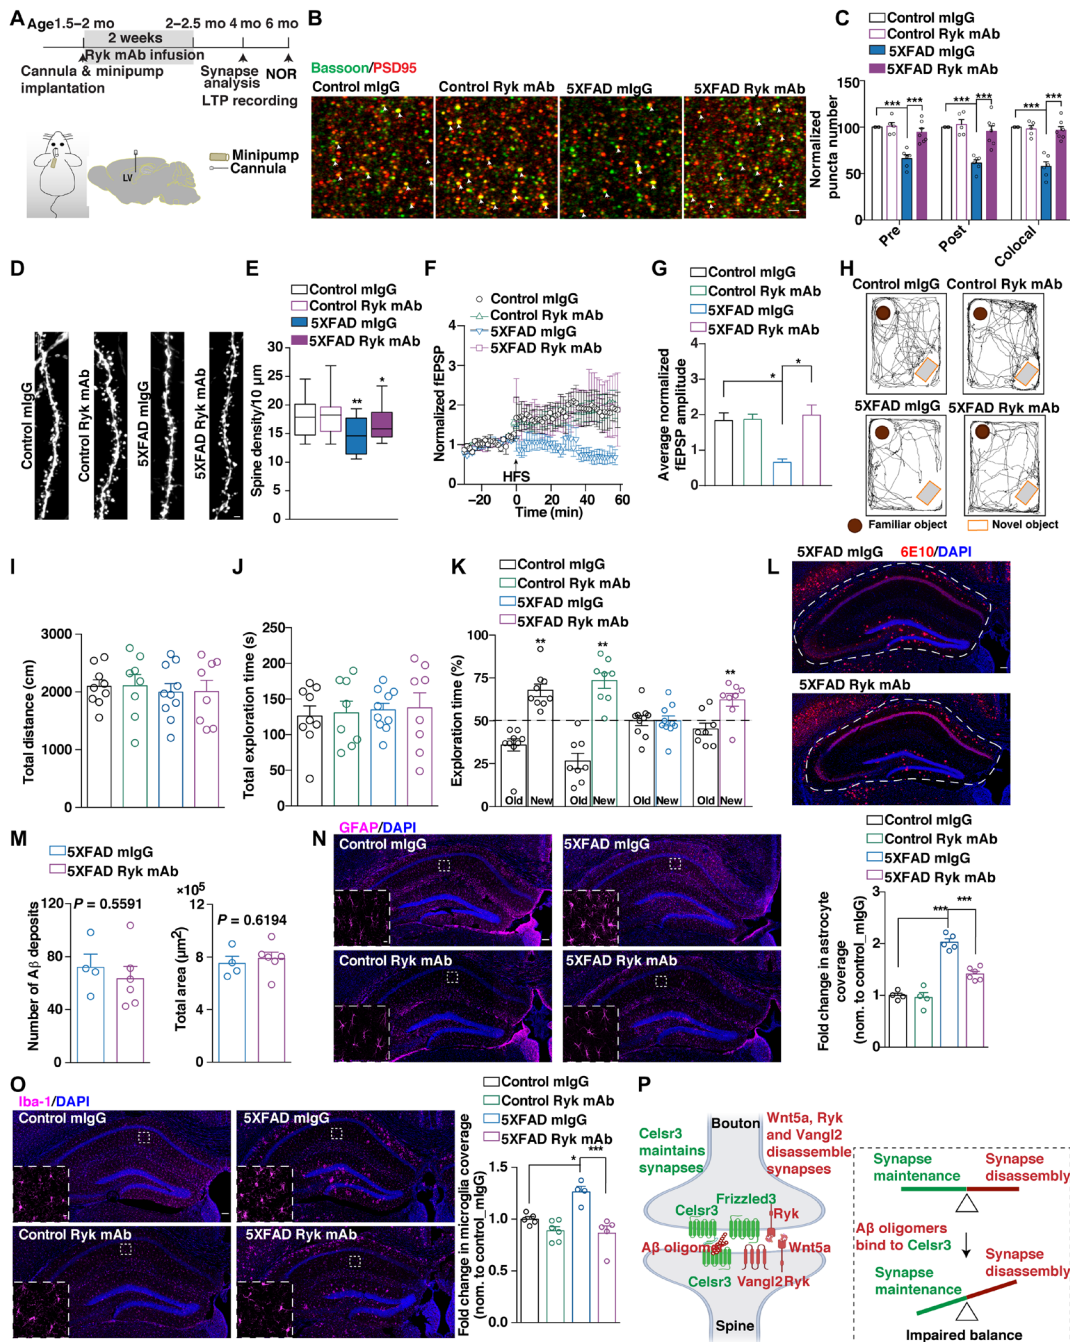 A
Age 1.5–2 mo 2–2.5 mo 4 mo 6 mo
2 weeks
Ryk mAb infusion
Cannula & minipump
implantation
Synapse
analysis
NOR
LTP recording
Minipump
Cannula
LV
B
Bassoon/PSD95
Control mIgG
Control Ryk mAb
5XFAD mIgG
5XFAD Ryk mAb
C
Control mIgG
Control Ryk mAb
5XFAD mIgG
5XFAD Ryk mAb
Normalized
puncta number
150
100
50
0
*** *** *** *** *** ***
Pre
Post
Colocal
D
Control mIgG
Control Ryk mAb
5XFAD mIgG
5XFAD Ryk mAb
E
Control mIgG
Control Ryk mAb
5XFAD mIgG
5XFAD Ryk mAb
Spine density/10 µm
30
25
20
15
10
5
0
**
*
F
Control mIgG
Control Ryk mAb
5XFAD mIgG
5XFAD Ryk mAb
Normalized fEPSP
4
3
2
1
0
HFS
−20 0 20 40 60
Time (min)
G
Control mIgG
Control Ryk mAb
5XFAD mIgG
5XFAD Ryk mAb
Average normalized
fEPSP amplitude
4
3
2
1
0
*
*
H
Control mIgG
Control Ryk mAb
5XFAD mIgG
5XFAD Ryk mAb
Familiar object
Novel object
I
Total distance (cm)
3000
2000
1000
0
J
Total exploration time (s)
250
200
150
100
50
0
K
Control mIgG
Control Ryk mAb
5XFAD mIgG
5XFAD Ryk mAb
Exploration time (%)
100
75
50
25
0
**
**
**
Old New Old New Old New Old New
L
5XFAD mIgG 6E10/DAPI
5XFAD Ryk mAb
M
5XFAD mIgG
5XFAD Ryk mAb
Number of Aβ deposits
120
80
40
0
P = 0.5591
×10⁵
Total area (µm²)
12
8
4
0
P = 0.6194
N
GFAP/DAPI
Control mIgG
5XFAD mIgG
Control Ryk mAb
5XFAD Ryk mAb
Control mIgG
Control Ryk mAb
5XFAD mIgG
5XFAD Ryk mAb
Fold change in astrocyte
coverage
(nom. to control_mIgG)
3
2
1
0
***
***
O
Iba-1/DAPI
Control mIgG
5XFAD mIgG
Control Ryk mAb
5XFAD Ryk mAb
Control mIgG
Control Ryk mAb
5XFAD mIgG
5XFAD Ryk mAb
Fold change in microglia coverage
(nom. to control_mIgG)
1.5
1.0
0.5
0.0
*
***
P
Bouton
Celsr3
maintains
synapses
Wnt5a, Ryk
and Vangl2
disassemble
synapses
Frizzled3
Celsr3
Ryk
Aβ oligomer
Wnt5a
Celsr3
Vangl2 Ryk
Spine
Synapse
maintenance
Synapse
disassembly
Aβ oligomers
bind to Celsr3
Synapse
disassembly
Synapse
maintenance
Impaired balance